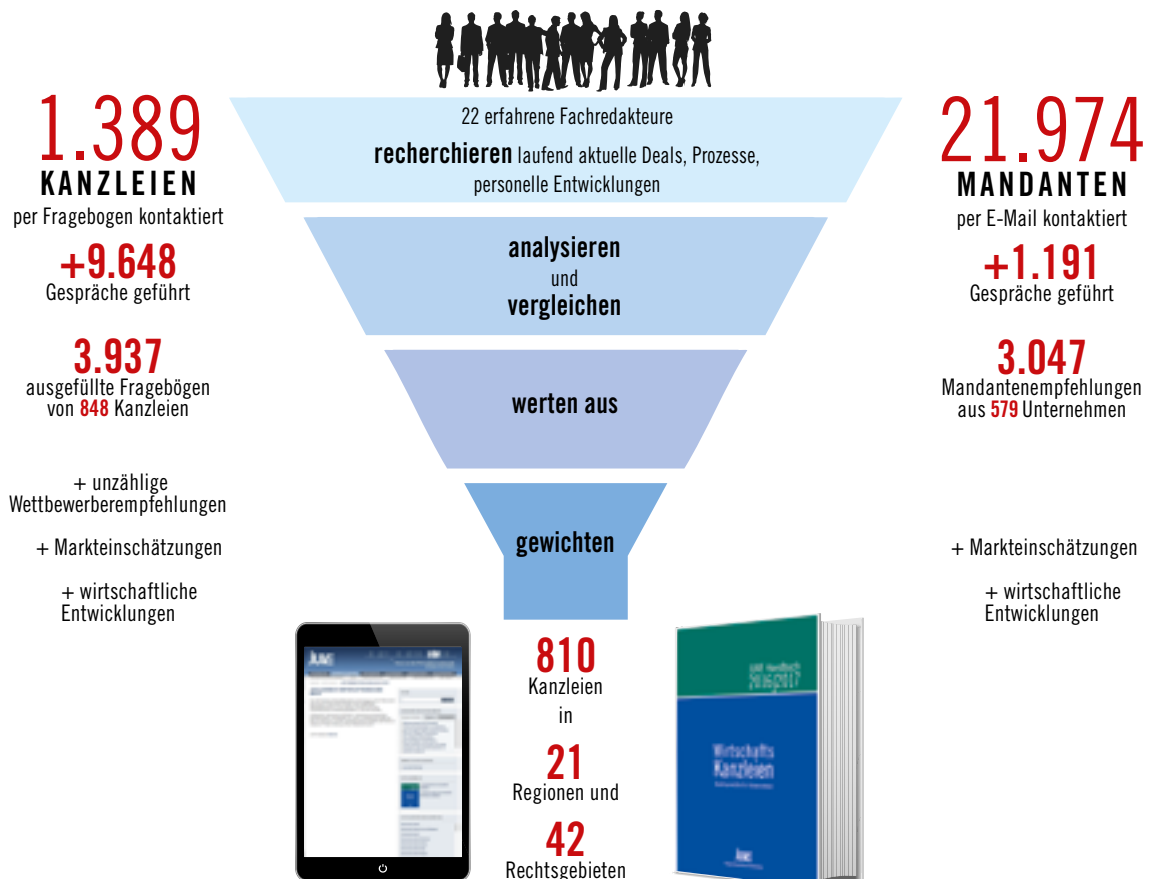 1.389
KANZLEIEN
per Fragebogen kontaktiert
+9.648
Gespräche geführt
3.937
ausgefüllte Fragebögen
von 848 Kanzleien
+ unzählige
Wettbewerberempfehlungen
+ Markteinschätzungen
+ wirtschaftliche
Entwicklungen
22 erfahrene Fachredakteure
recherchieren laufend aktuelle Deals, Prozesse,
personelle Entwicklungen
analysieren
und
vergleichen
werten aus
gewichten
21.974
MANDANTEN
per E-Mail kontaktiert
+1.191
Gespräche geführt
3.047
Mandantenempfehlungen
aus 579 Unternehmen
+ Markteinschätzungen
+ wirtschaftliche
Entwicklungen
810
Kanzleien
in
21
Regionen und
42
Rechtsgebieten
JUVE
JUVE Handbuch
2016|2017
Wirtschafts
Kanzleien
JUVE